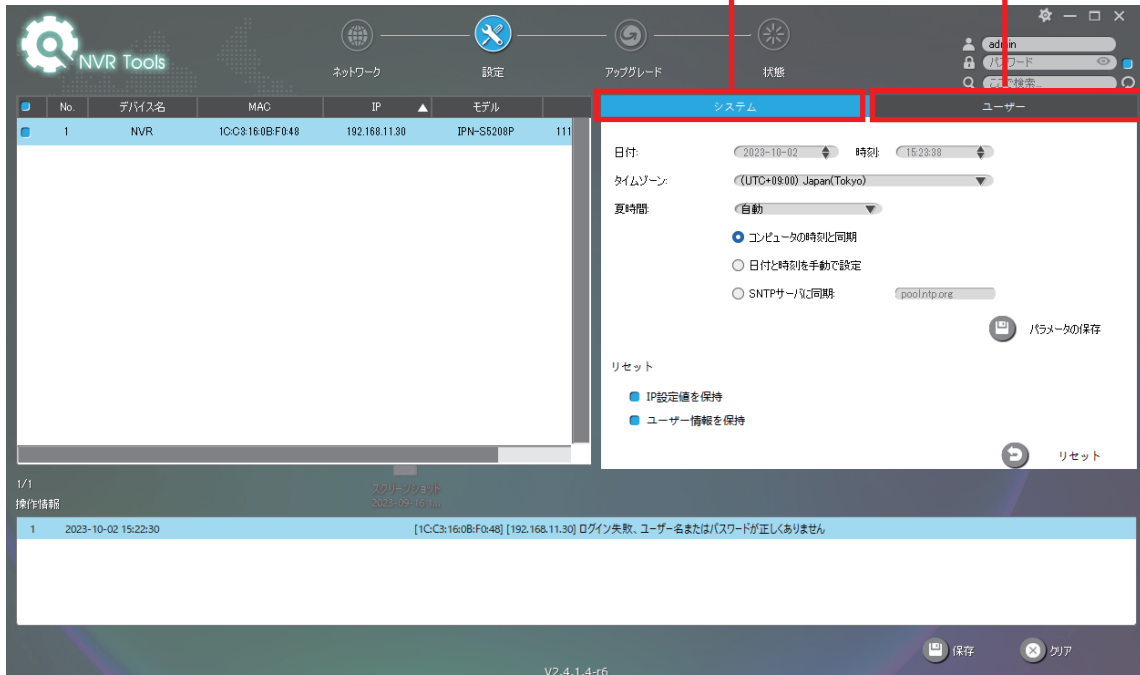 NVR Tools
ネットワーク
設定
アップグレード
状態
admin
パスワード
ここで検索...
No. デバイス名 MAC IP モデル
1 NVR 1C:C3:16:0B:F0:48 192.168.11.30 IPN-S5208P 111
システム ユーザー
日付: 2023-10-02 時刻: 15:23:38
タイムゾーン: (UTC+09:00) Japan(Tokyo)
夏時間: 自動
コンピュータの時刻と同期
日付と時刻を手動で設定
SNTPサーバに同期: pool.ntp.org
パラメータの保存
リセット
IP設定値を保持
ユーザー情報を保持
リセット
1/1
スクリーンショット
2023-09-16 1...
操作情報
1 2023-10-02 15:22:30 [1C:C3:16:0B:F0:48] [192.168.11.30] ログイン失敗、ユーザー名またはパスワードが正しくありません
保存 クリア
V2.4.1.4-r6